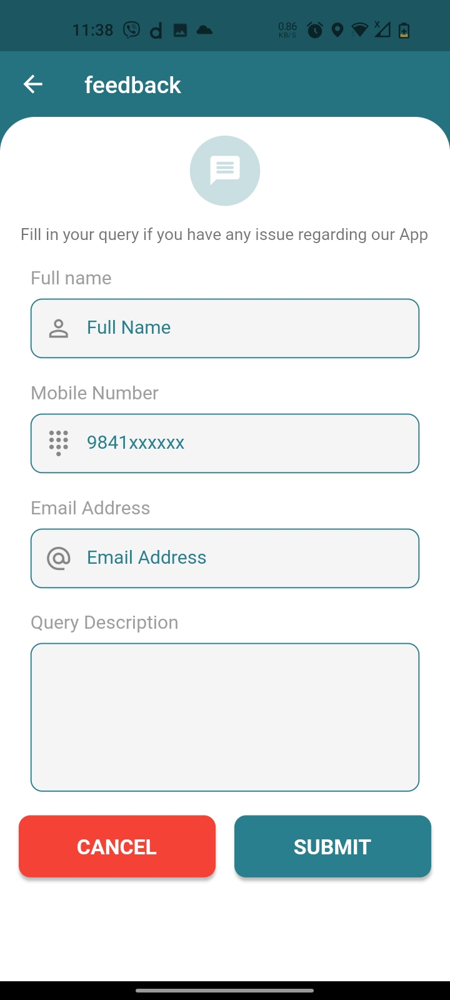 11:38
0.86
KB/S
feedback
Fill in your query if you have any issue regarding our App
Full name
Full Name
Mobile Number
9841xxxxxx
Email Address
Email Address
Query Description
CANCEL
SUBMIT